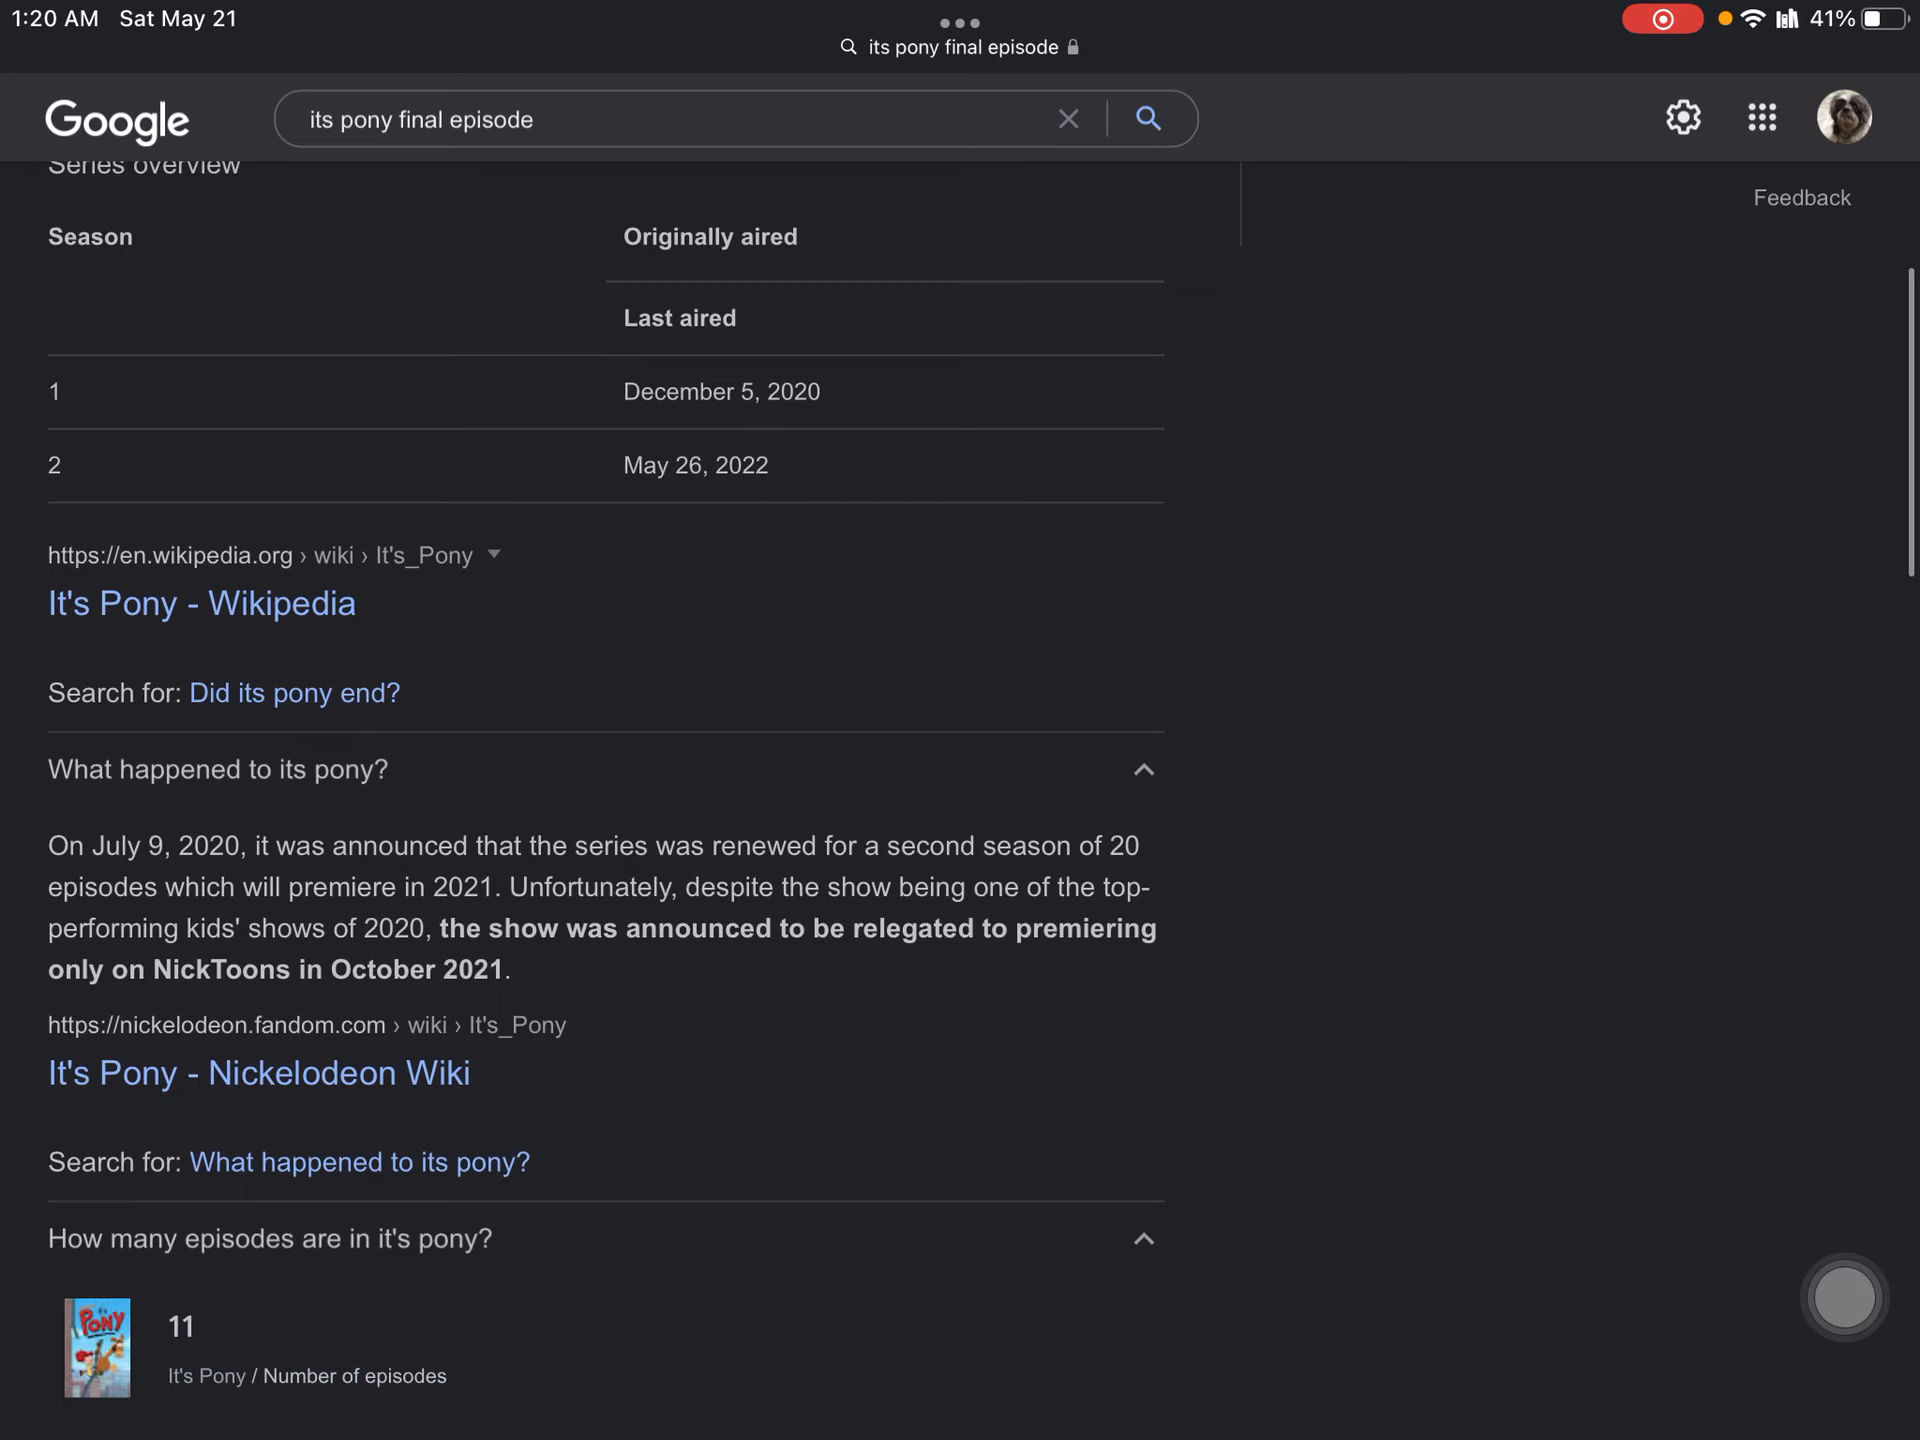 1:20 AM Sat May 21
41%
its pony final episode
Google
its pony final episode
Series overview
Feedback
Season Originally aired
Last aired
1 December 5, 2020
2 May 26, 2022
https://en.wikipedia.org › wiki › It's_Pony
It's Pony - Wikipedia
Search for: Did its pony end?
What happened to its pony?
On July 9, 2020, it was announced that the series was renewed for a second season of 20
episodes which will premiere in 2021. Unfortunately, despite the show being one of the top-
performing kids' shows of 2020, the show was announced to be relegated to premiering
only on NickToons in October 2021.
https://nickelodeon.fandom.com › wiki › It's_Pony
It's Pony - Nickelodeon Wiki
Search for: What happened to its pony?
How many episodes are in it's pony?
PONY
11
It's Pony / Number of episodes